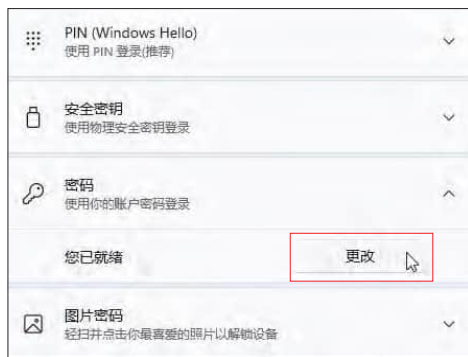 PIN (Windows Hello)
使用 PIN 登录(推荐)
安全密钥
使用物理安全密钥登录
密码
使用你的账户密码登录
您已就绪
更改
图片密码
轻扫并点击你最喜爱的照片以解锁设备